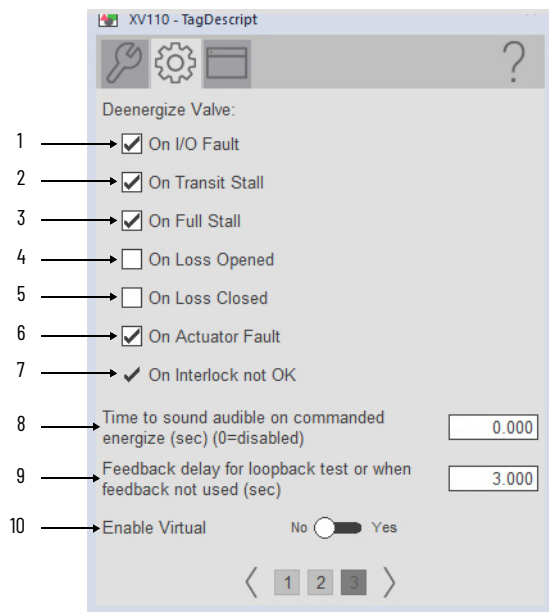 XV110 - TagDescript
?
Deenergize Valve:
1 On I/O Fault
2 On Transit Stall
3 On Full Stall
4 On Loss Opened
5 On Loss Closed
6 On Actuator Fault
7 On Interlock not OK
8 Time to sound audible on commanded
energize (sec) (0=disabled) 0.000
9 Feedback delay for loopback test or when
feedback not used (sec) 3.000
10 Enable Virtual No Yes
1 2 3